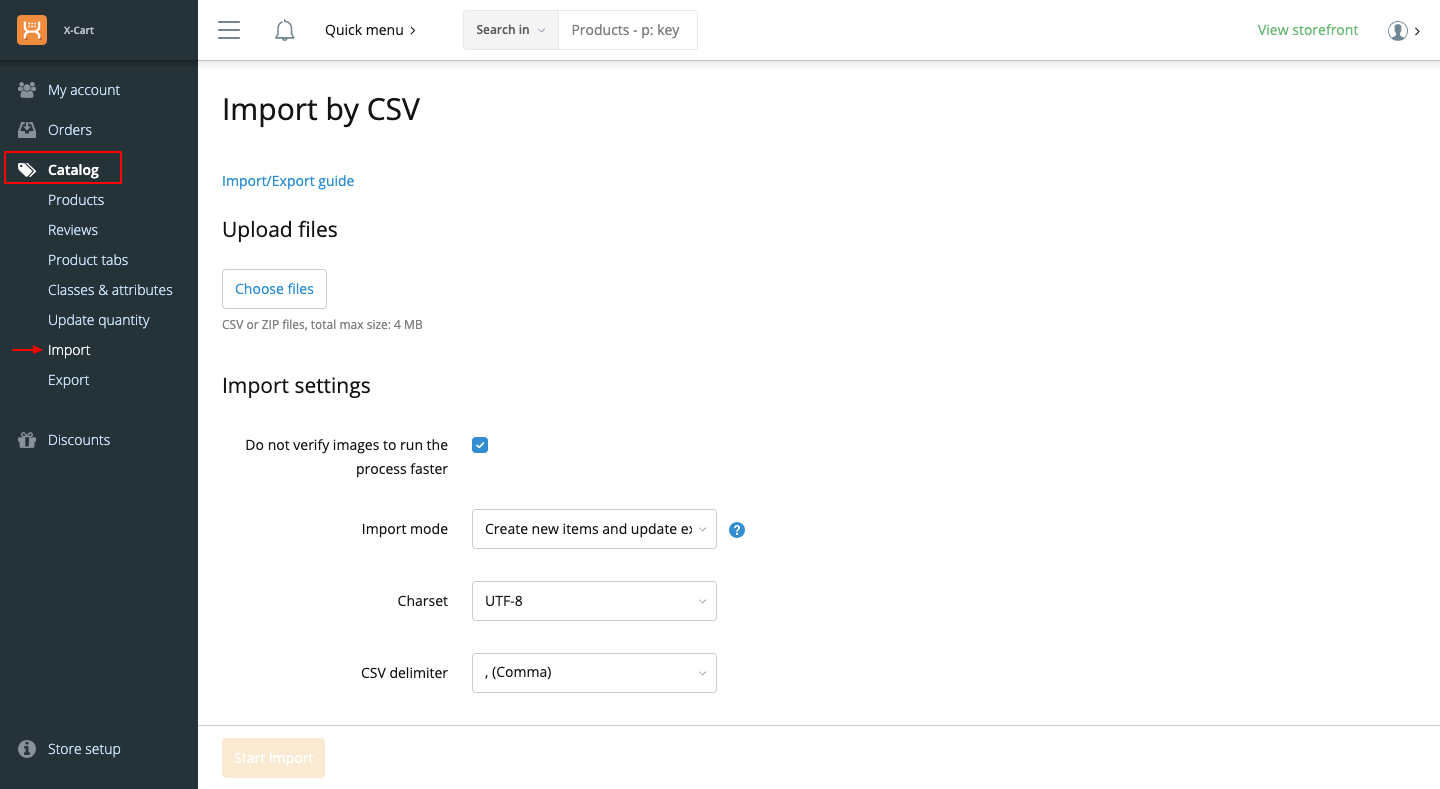 X-Cart
Quick menu
Search in
Products - p: key
View storefront
My account
Orders
Catalog
Products
Reviews
Product tabs
Classes & attributes
Update quantity
Import
Export
Discounts
Store setup
Import by CSV
Import/Export guide
Upload files
Choose files
CSV or ZIP files, total max size: 4 MB
Import settings
Do not verify images to run the
process faster
Import mode
Create new items and update ex
?
Charset
UTF-8
CSV delimiter
, (Comma)
Start Import